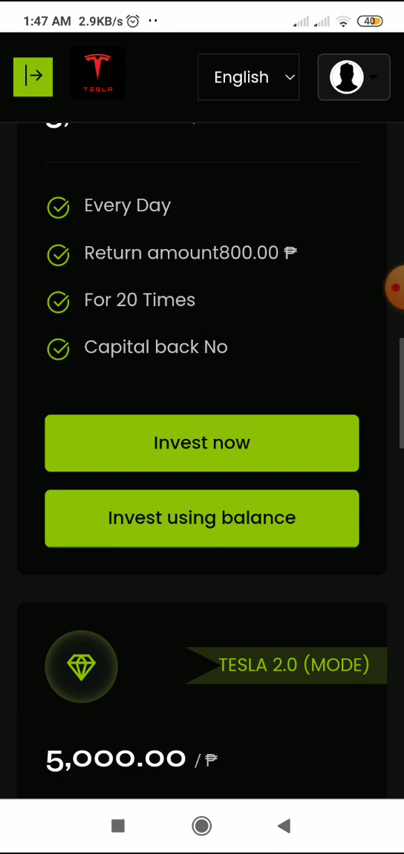 1:47 AM 2.9KB/s
40
TESLA
English
Every Day
Return amount800.00 ₱
For 20 Times
Capital back No
Invest now
Invest using balance
TESLA 2.0 (MODE)
5,000.00 / ₱